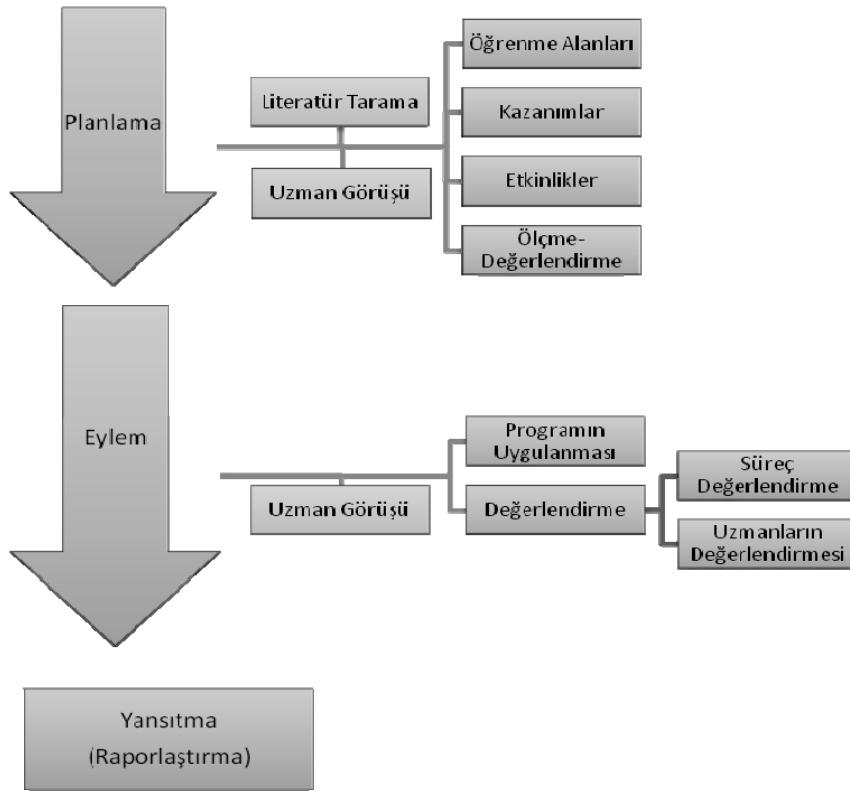 Planlama
Literatür Tarama
Uzman Görüşü
Öğrenme Alanları
Kazanımlar
Etkinlikler
Ölçme-
Değerlendirme
Eylem
Uzman Görüşü
Programın
Uygulanması
Değerlendirme
Süreç
Değerlendirme
Uzmanların
Değerlendirmesi
Yansıtma
(Raporlaştırma)